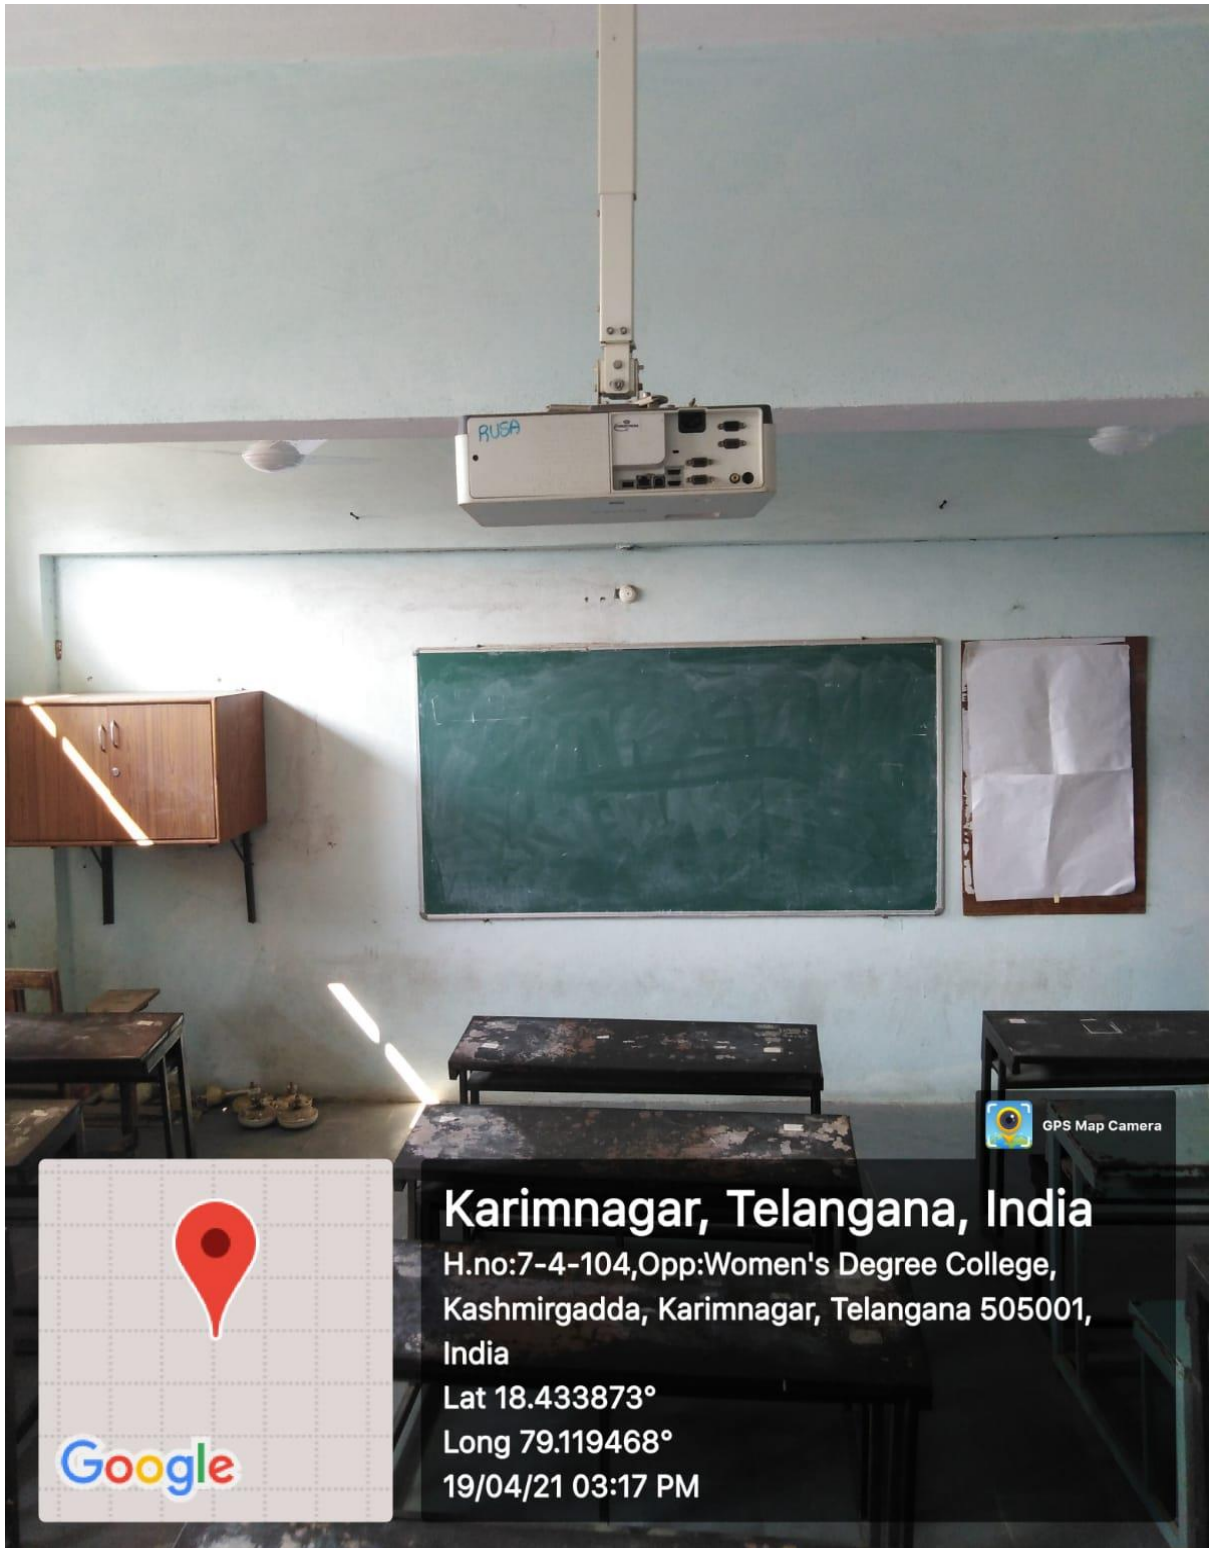 RUSA
GPS Map Camera
Karimnagar, Telangana, India
H.no:7-4-104,Opp:Women's Degree College,
Kashmirgadda, Karimnagar, Telangana 505001,
India
Lat 18.433873°
Long 79.119468°
19/04/21 03:17 PM
Google